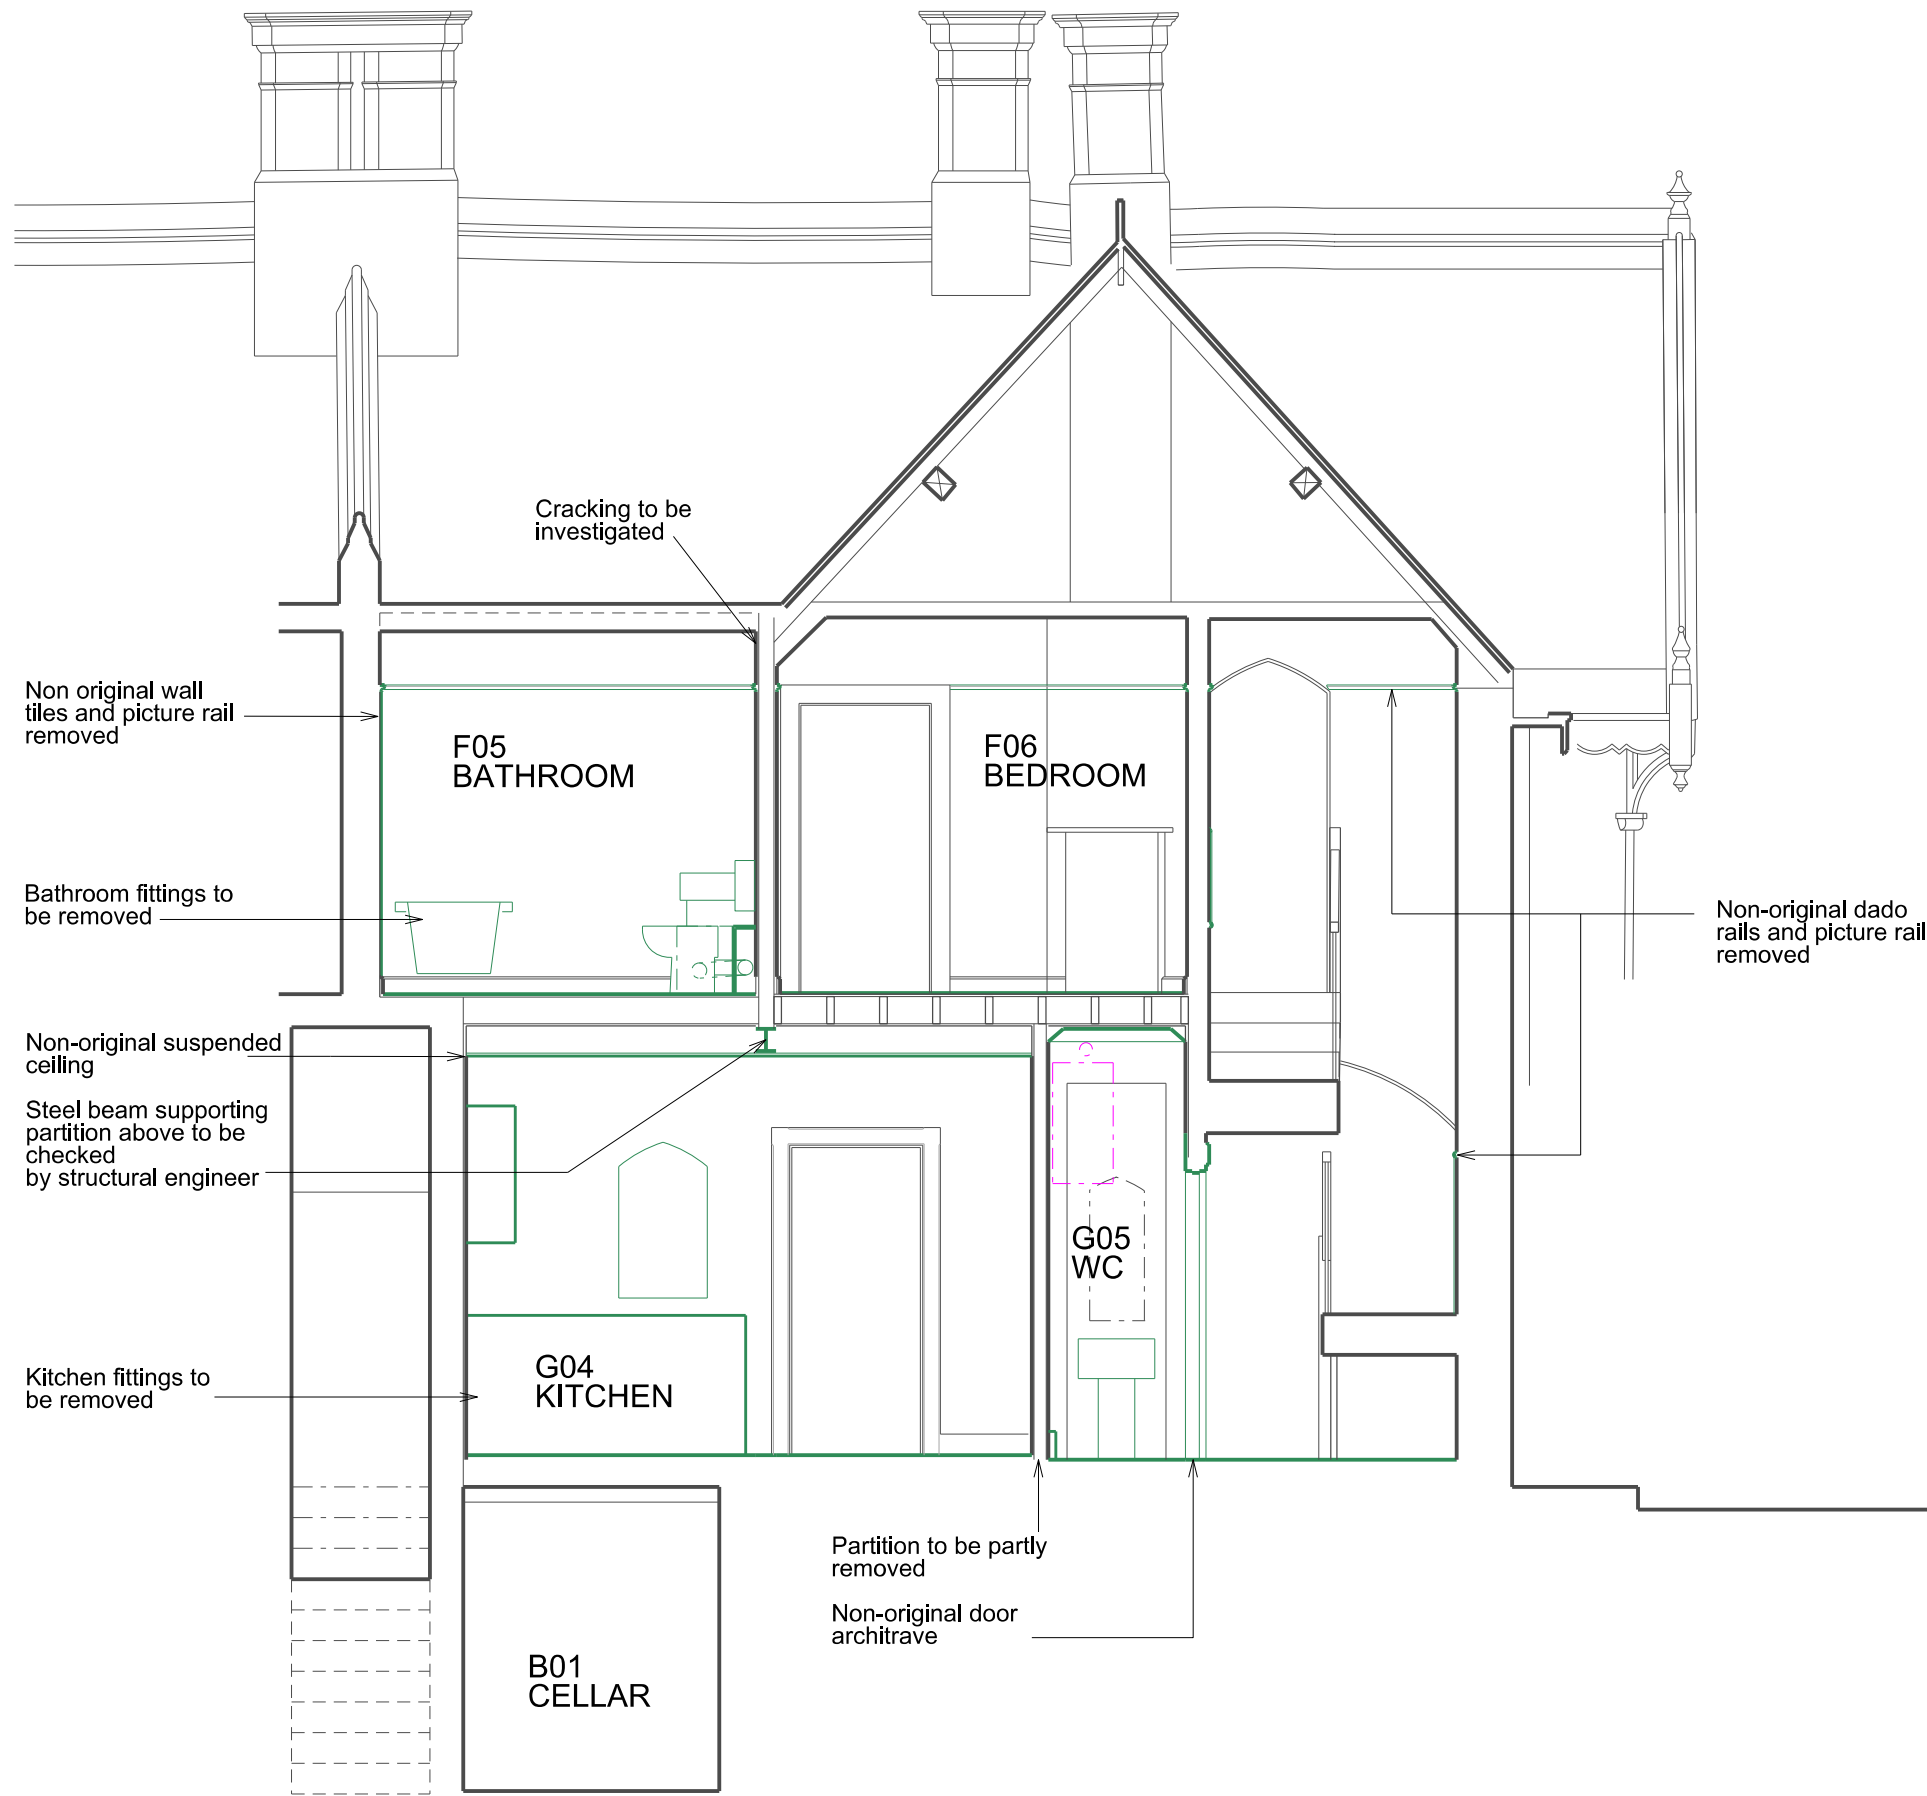 Cracking to be
investigated
Non original wall
tiles and picture rail
removed
F05
BATHROOM
F06
BEDROOM
Bathroom fittings to
be removed
Non-original dado
rails and picture rail
removed
Non-original suspended
ceiling
Steel beam supporting
partition above to be
checked
by structural engineer
G05
WC
Kitchen fittings to
be removed
G04
KITCHEN
Partition to be partly
removed
Non-original door
architrave
B01
CELLAR